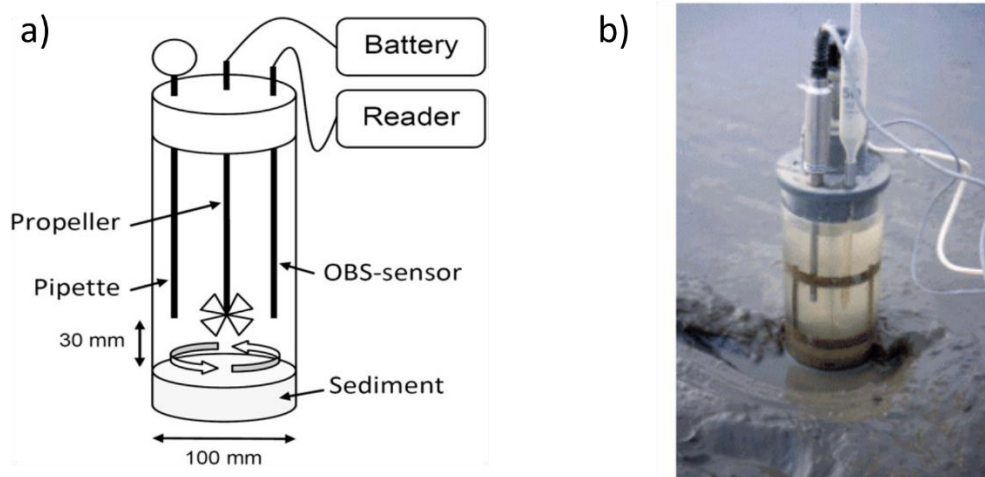 a)
Battery
Reader
Propeller
Pipette
OBS-sensor
30 mm
Sediment
100 mm
b)